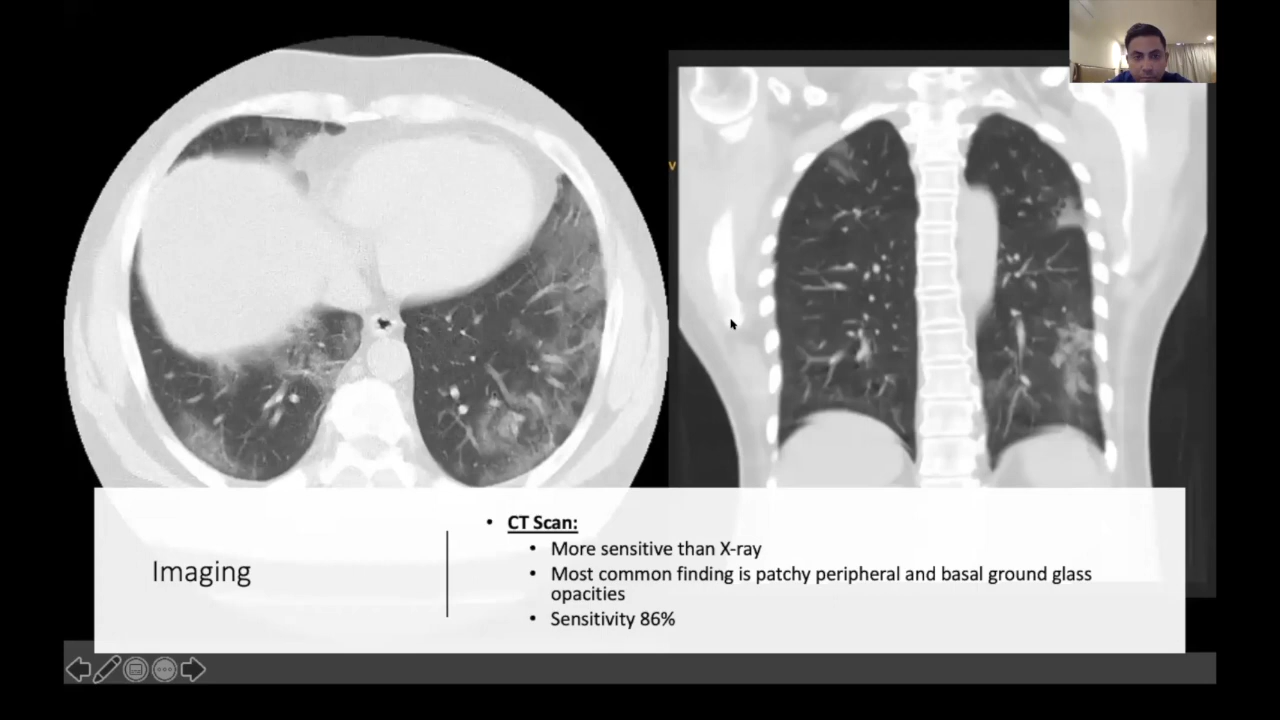 Imaging
• CT Scan:
• More sensitive than X-ray
• Most common finding is patchy peripheral and basal ground glass
opacities
• Sensitivity 86%